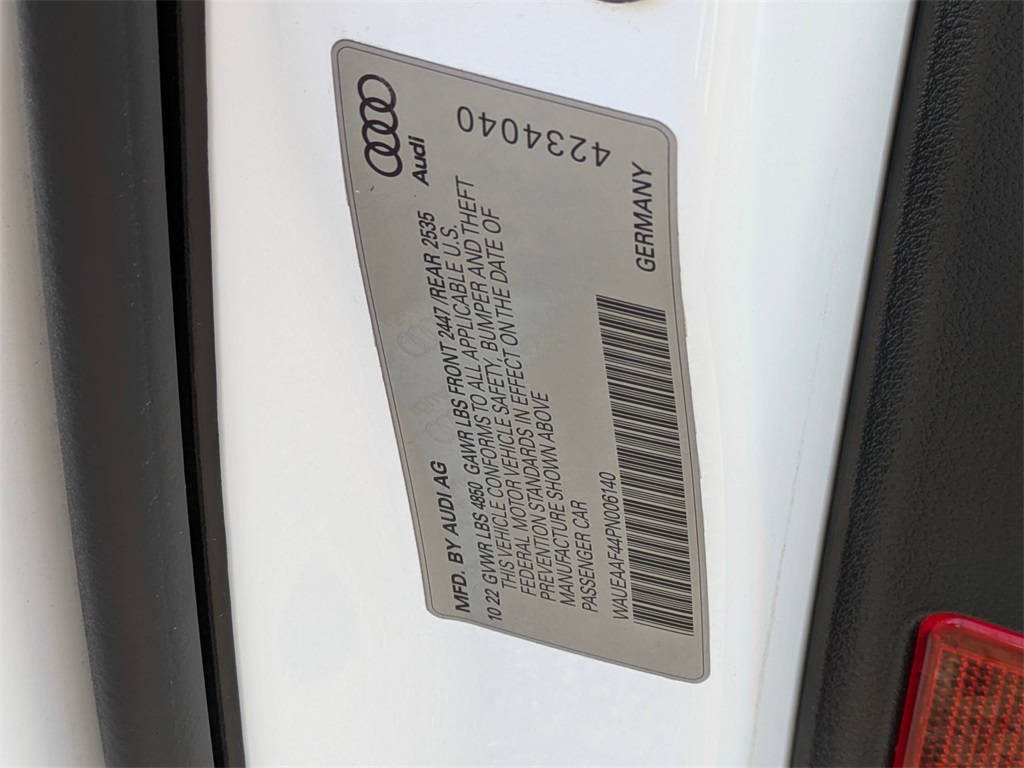 Audi
MFD. BY AUDI AG
10 22 GVWR LBS 4850 GAWR LBS FRONT 2447 /REAR 2535
THIS VEHICLE CONFORMS TO ALL APPLICABLE U.S.
FEDERAL MOTOR VEHICLE SAFETY, BUMPER AND THEFT
PREVENTION STANDARDS IN EFFECT ON THE DATE OF
MANUFACTURE SHOWN ABOVE
PASSENGER CAR
4234040
WAUEAAF44PN006140
GERMANY